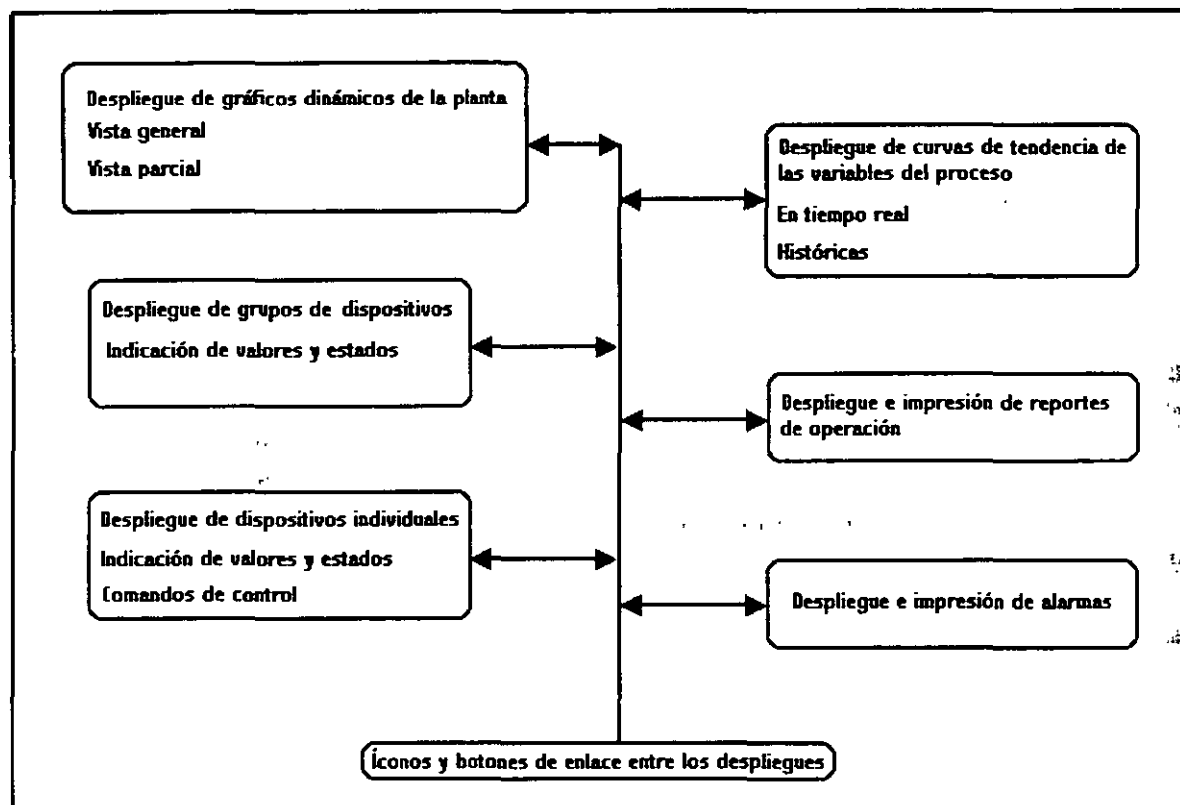 Despliegue de gráficos dinámicos de la planta
Vista general
Vista parcial
Despliegue de grupos de dispositivos
Indicación de valores y estados
Despliegue de dispositivos individuales
Indicación de valores y estados
Comandos de control
Despliegue de curvas de tendencia de
las variables del proceso
En tiempo real
Históricas
Despliegue e impresión de reportes
de operación
Despliegue e impresión de alarmas
Íconos y botones de enlace entre los despliegues